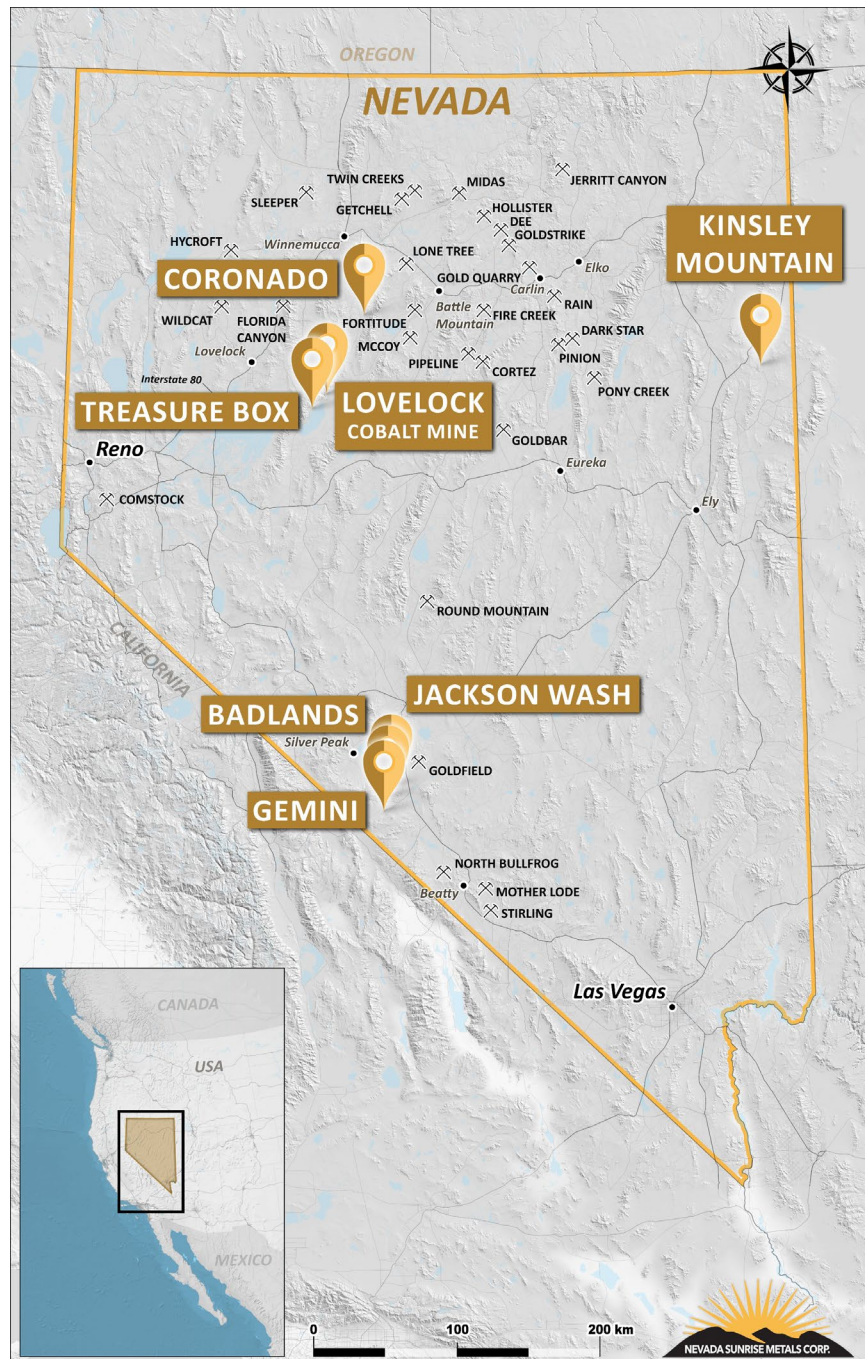 OREGON
NEVADA
TWIN CREEKS
MIDAS
JERRITT CANYON
SLEEPER
GETCHELL
HOLLISTER
DEE
GOLDSTRIKE
KINSLEY
MOUNTAIN
HYCROFT
Winnemucca
LONE TREE
Elko
CORONADO
GOLD QUARRY
Carlin
WILDCAT
FLORIDA
CANYON
FORTITUDE
Battle
Mountain
FIRE CREEK
RAIN
Lovelock
MCCOY
DARK STAR
PINION
PIPELINE
CORTEZ
Interstate 80
PONY CREEK
TREASURE BOX
LOVELOCK
COBALT MINE
GOLDBAR
Reno
Eureka
COMSTOCK
Ely
ROUND MOUNTAIN
CALIFORNIA
JACKSON WASH
BADLANDS
Silver Peak
GOLDFIELD
GEMINI
NORTH BULLFROG
Beatty
MOTHER LODE
STIRLING
Las Vegas
CANADA
USA
MEXICO
0
100
200 km
NEVADA SUNRISE METALS CORP.